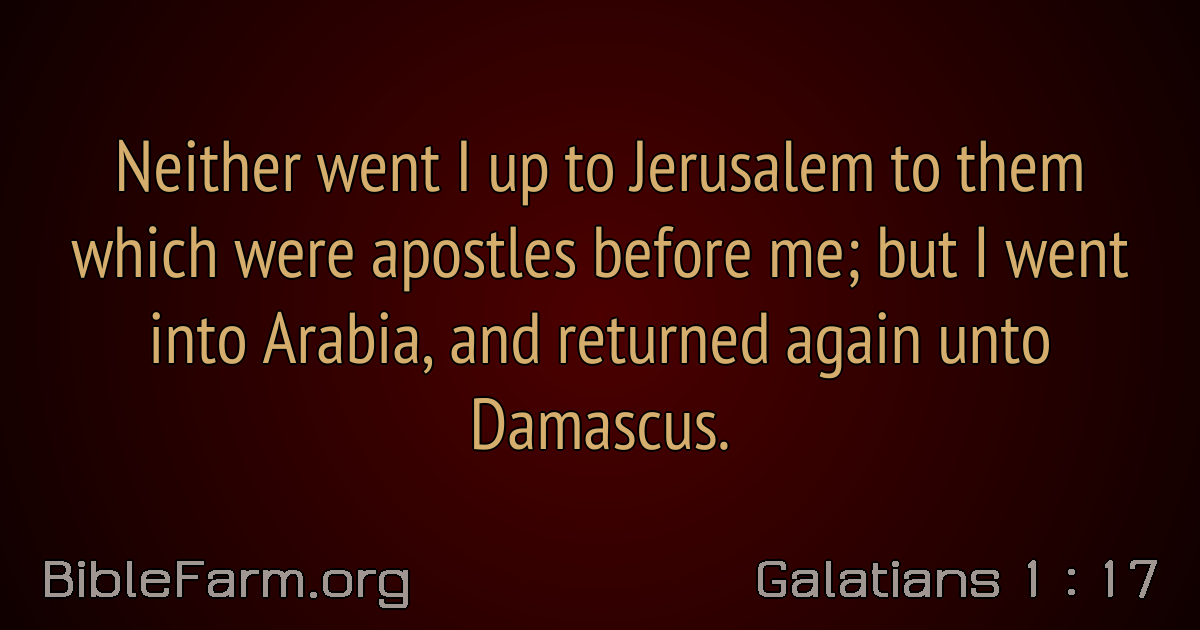 Neither went I up to Jerusalem to them
which were apostles before me; but I went
into Arabia, and returned again unto
Damascus.
BibleFarm.org
Galatians 1 : 17